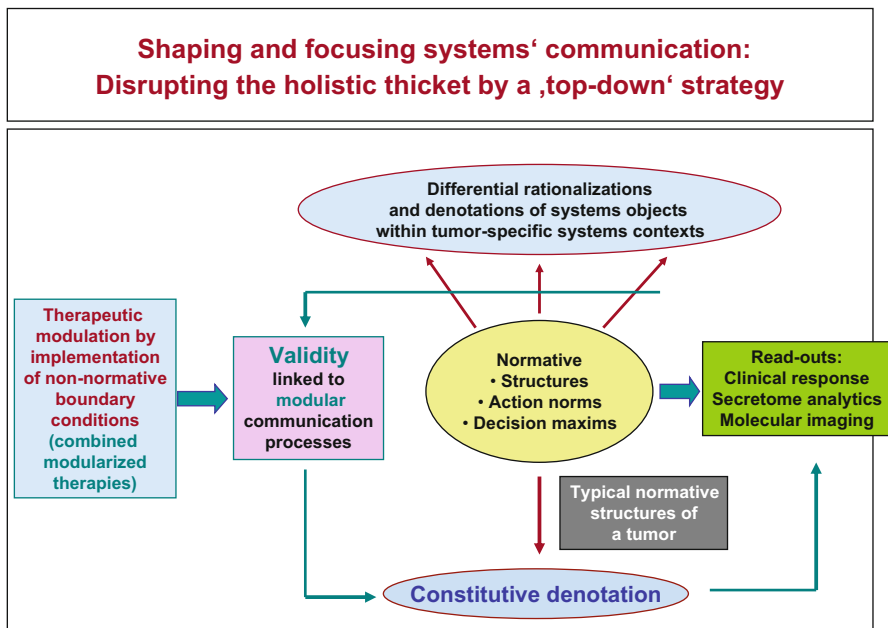 Shaping and focusing systems‘ communication:
Disrupting the holistic thicket by a ‚top-down‘ strategy
Differential rationalizations
and denotations of systems objects
within tumor-specific systems contexts
Therapeutic
modulation by
implementation
of non-normative
boundary
conditions
(combined
modularized
therapies)
Validity
linked to
modular
communication
processes
Normative
• Structures
• Action norms
• Decision maxims
Read-outs:
Clinical response
Secretome analytics
Molecular imaging
Typical normative
structures of
a tumor
Constitutive denotation